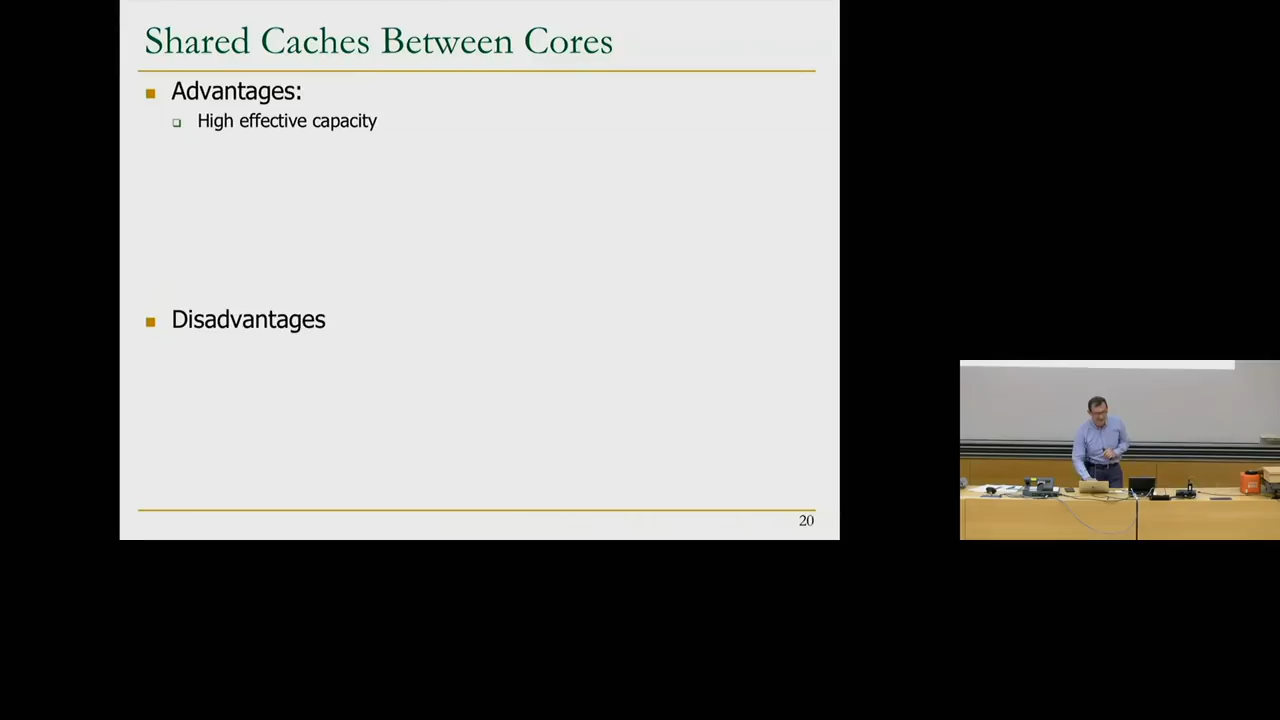 Shared Caches Between Cores
Advantages:
High effective capacity
Disadvantages
20